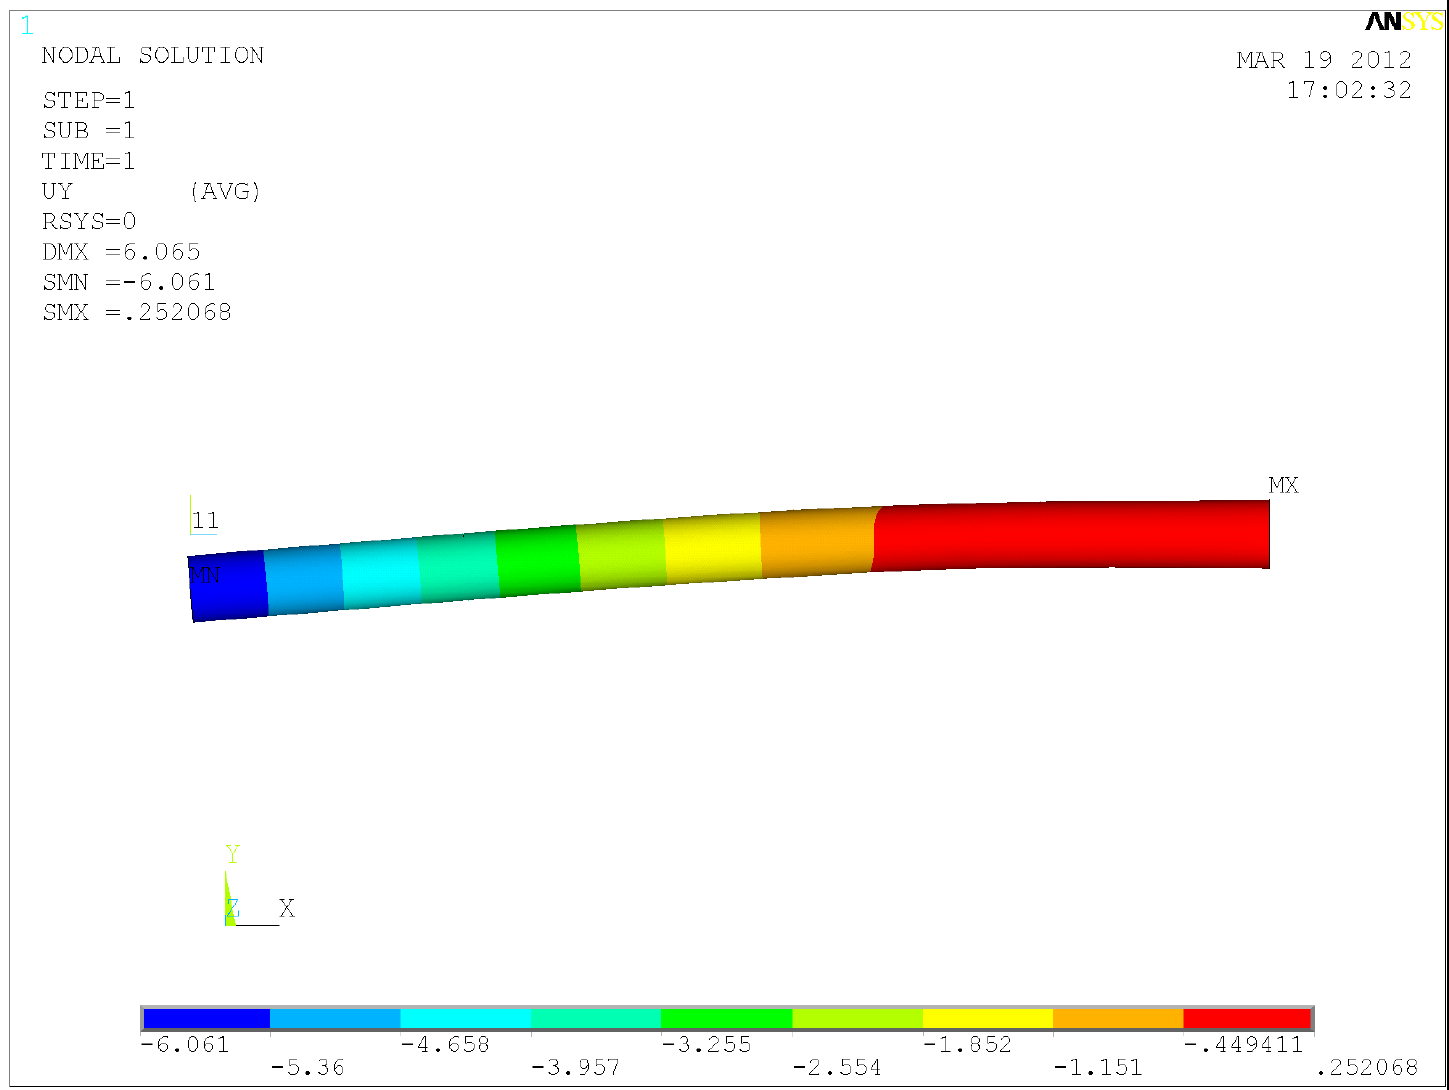 1
ANSYS
NODAL SOLUTION
MAR 19 2012
17:02:32
STEP=1
SUB =1
TIME=1
UY (AVG)
RSYS=0
DMX =6.065
SMN =-6.061
SMX =.252068
MX
11
MN
Y
Z X
-6.061 -4.658 -3.255 -1.852 -.449411
-5.36 -3.957 -2.554 -1.151 .252068